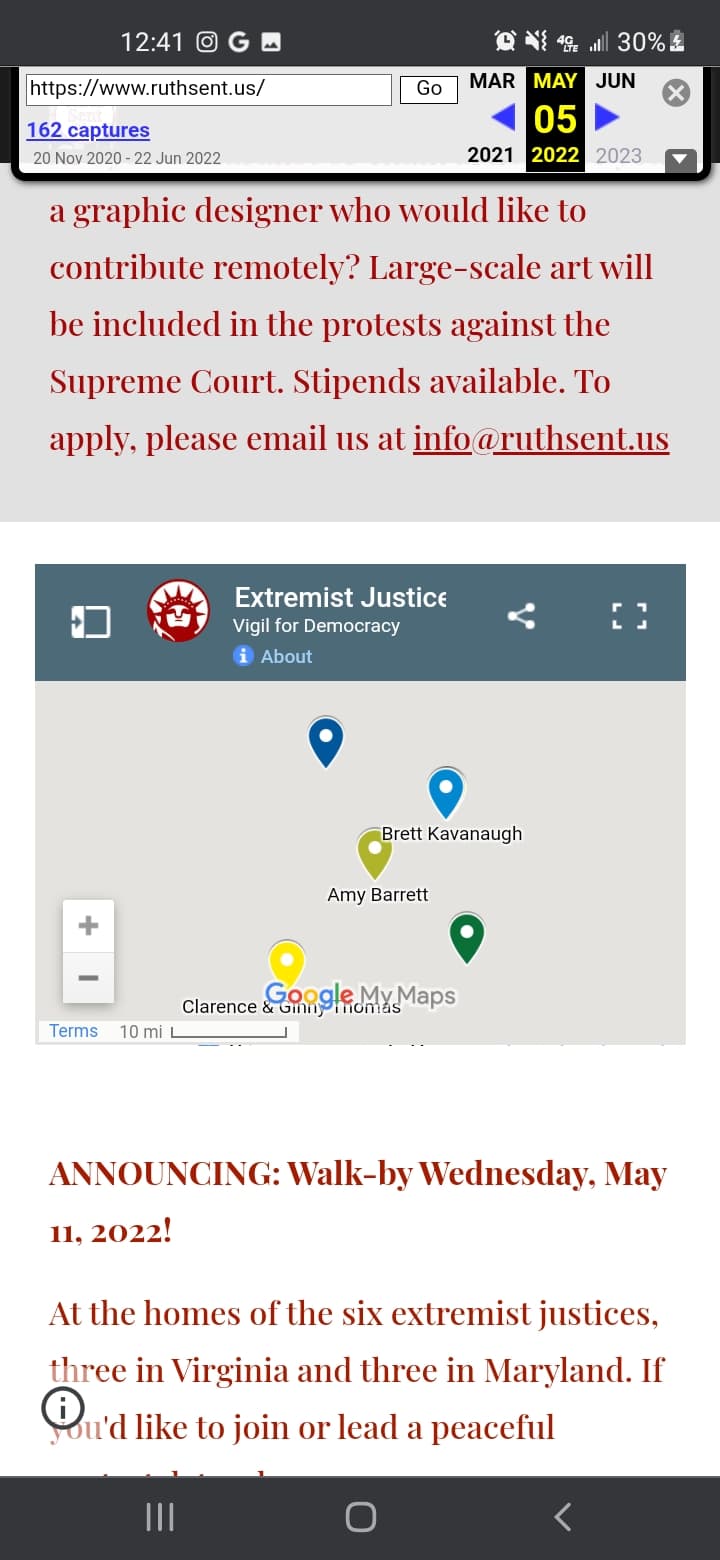 12:41
4G LTE 30%
https://www.ruthsent.us/ Go MAR MAY JUN
162 captures 05
20 Nov 2020 - 22 Jun 2022 2021 2022 2023
a graphic designer who would like to
contribute remotely? Large-scale art will
be included in the protests against the
Supreme Court. Stipends available. To
apply, please email us at info@ruthsent.us
Extremist Justice
Vigil for Democracy
About
Brett Kavanaugh
Amy Barrett
Google My Maps
Clarence & Ginny Thomas
Terms 10 mi
ANNOUNCING: Walk-by Wednesday, May
11, 2022!
At the homes of the six extremist justices,
three in Virginia and three in Maryland. If
you'd like to join or lead a peaceful